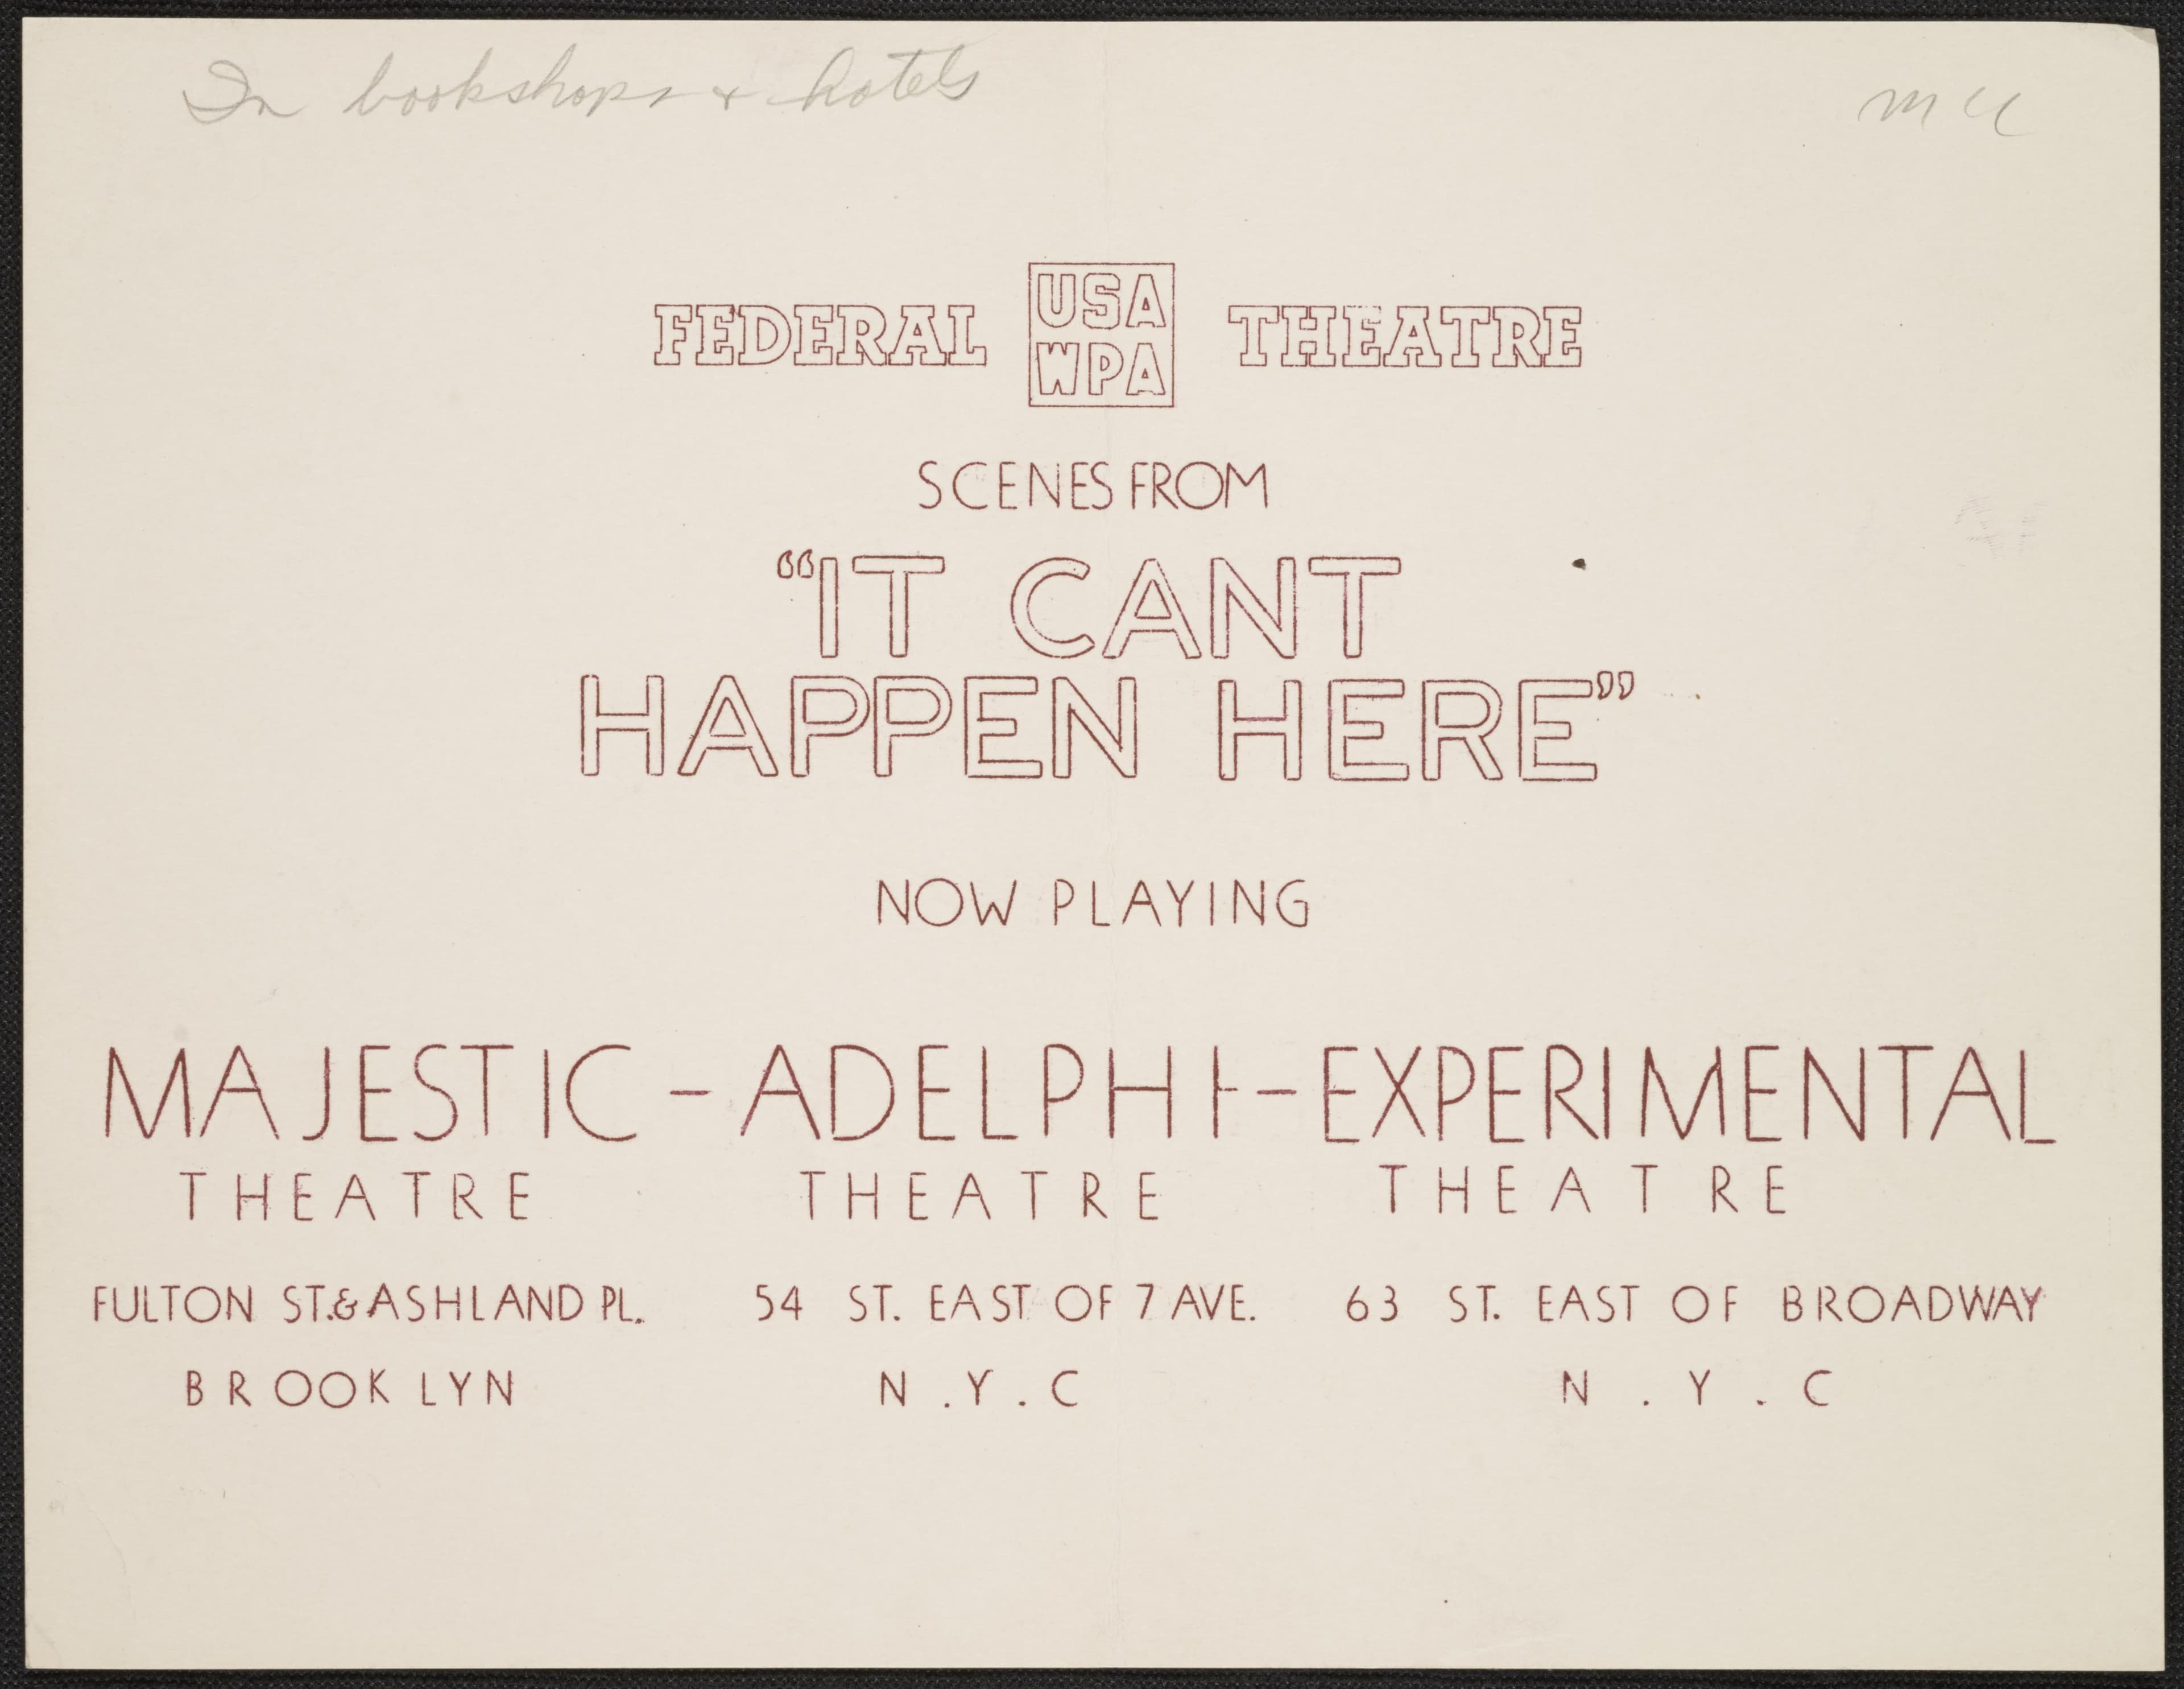 In bookshops & hotels
FEDERAL USA WPA THEATRE
SCENES FROM
“IT CANT
HAPPEN HERE”
NOW PLAYING
MAJESTIC - ADELPHI - EXPERIMENTAL
THEATRE THEATRE THEATRE
FULTON ST. & ASHLAND PL. 54 ST. EAST OF 7 AVE. 63 ST. EAST OF BROADWAY
BROOKLYN N.Y.C N.Y.C